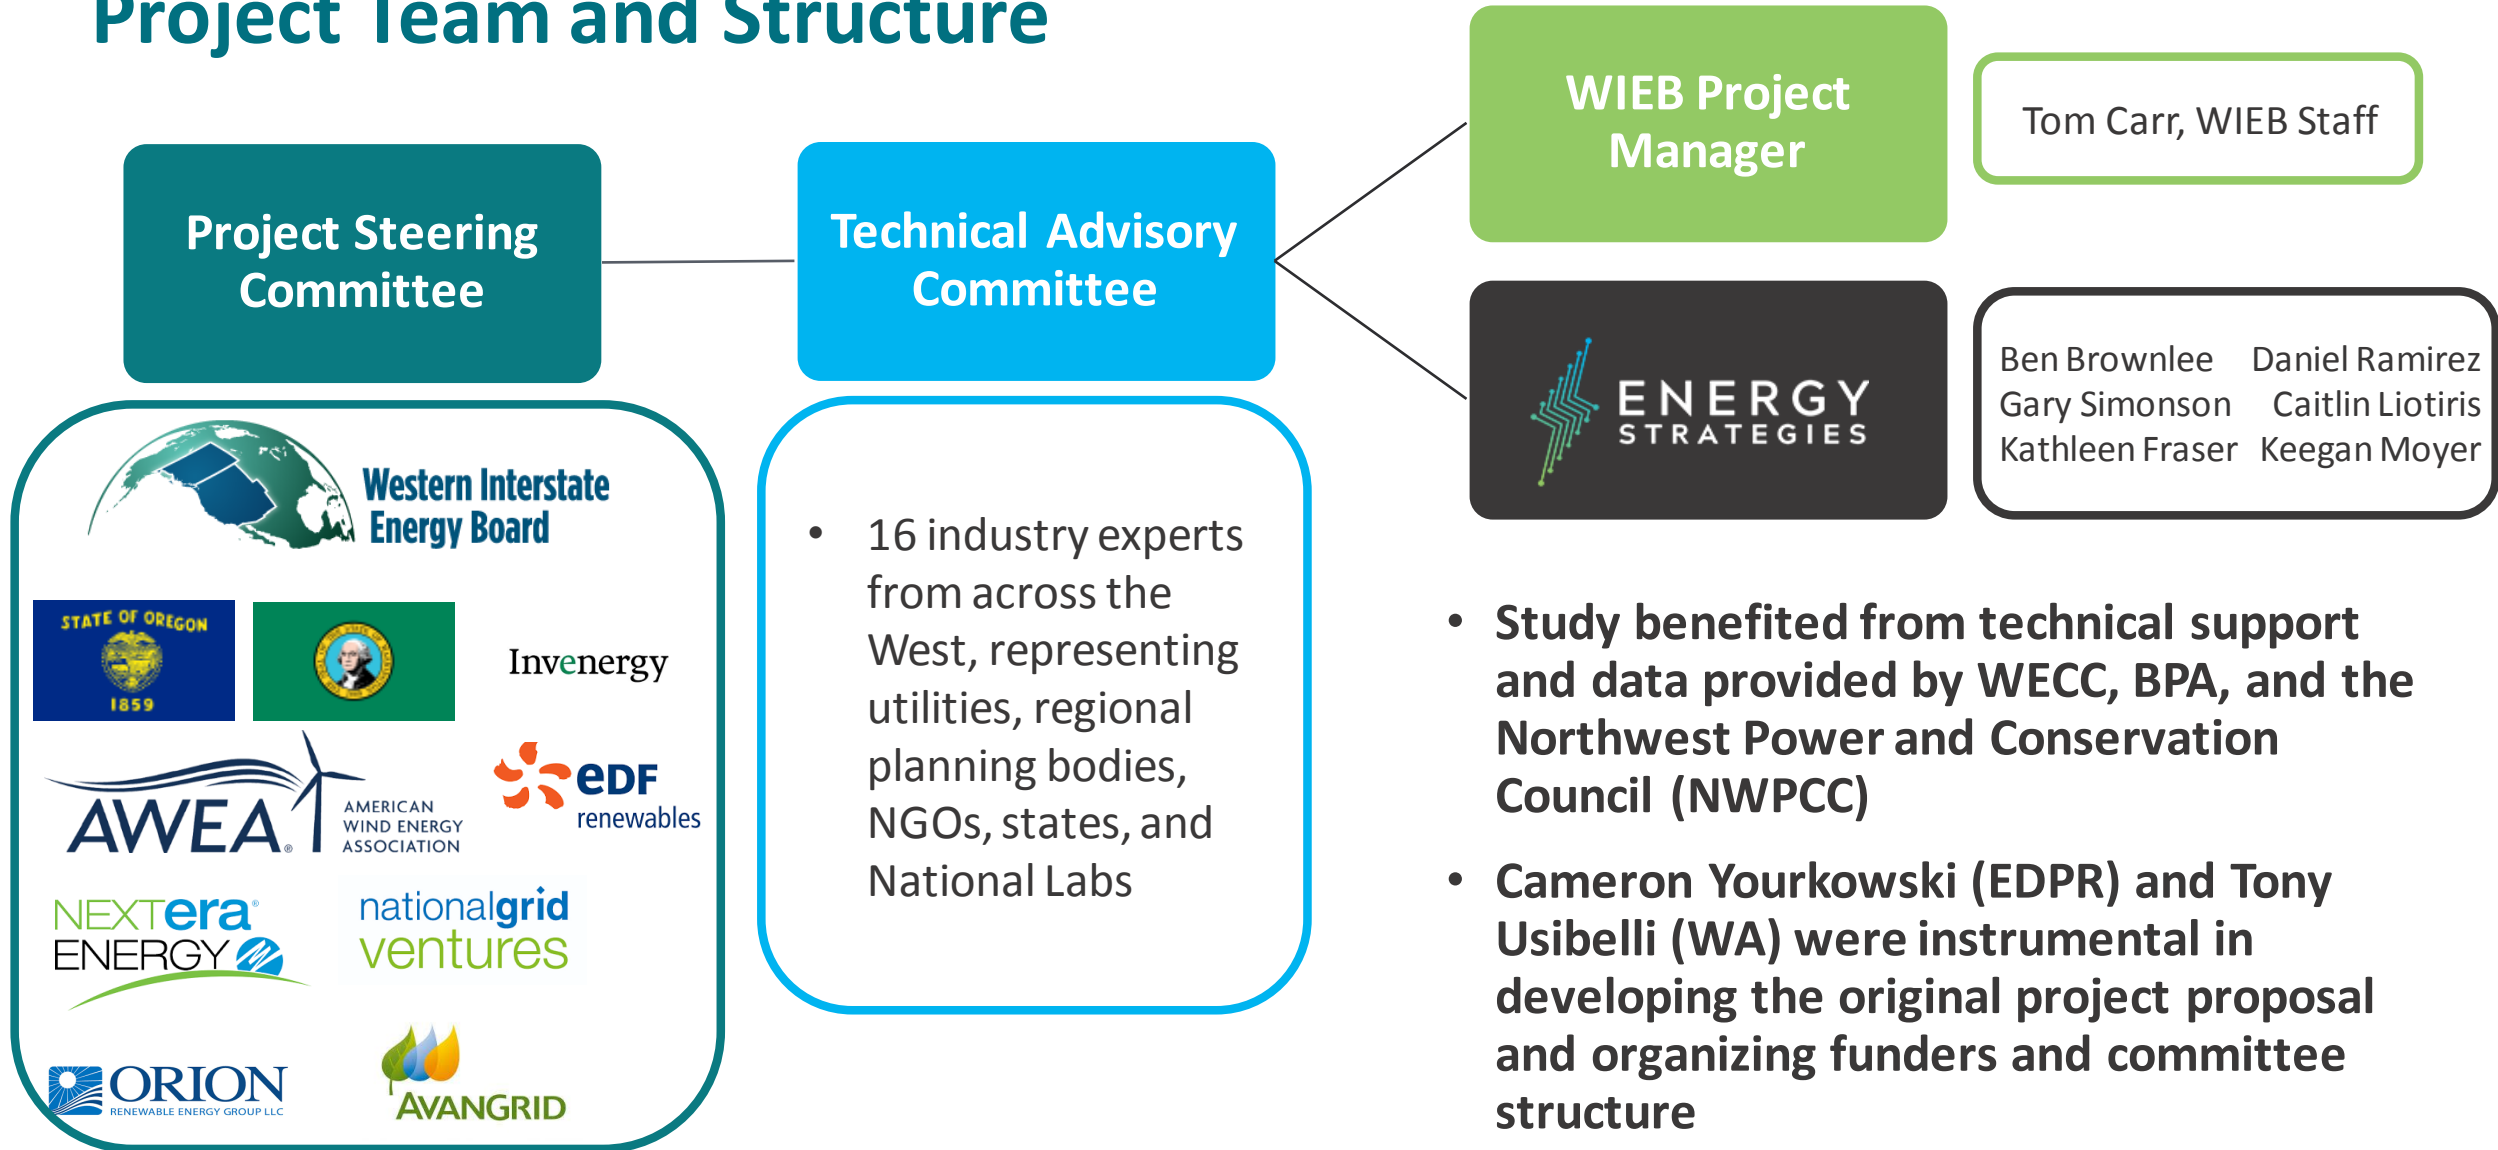 Project Team and Structure
Project Steering
Committee
Western Interstate
Energy Board
STATE OF OREGON
1859
Invenergy
AWEA®
AMERICAN
WIND ENERGY
ASSOCIATION
eDF
renewables
NEXTera®
ENERGY
nationalgrid
ventures
ORION
RENEWABLE ENERGY GROUP LLC
AVANGRID
Technical Advisory
Committee
• 16 industry experts
from across the
West, representing
utilities, regional
planning bodies,
NGOs, states, and
National Labs
WIEB Project
Manager
Tom Carr, WIEB Staff
ENERGY
STRATEGIES
Ben Brownlee Daniel Ramirez
Gary Simonson Caitlin Liotiris
Kathleen Fraser Keegan Moyer
• Study benefited from technical support
and data provided by WECC, BPA, and the
Northwest Power and Conservation
Council (NWPCC)
• Cameron Yourkowski (EDPR) and Tony
Usibelli (WA) were instrumental in
developing the original project proposal
and organizing funders and committee
structure